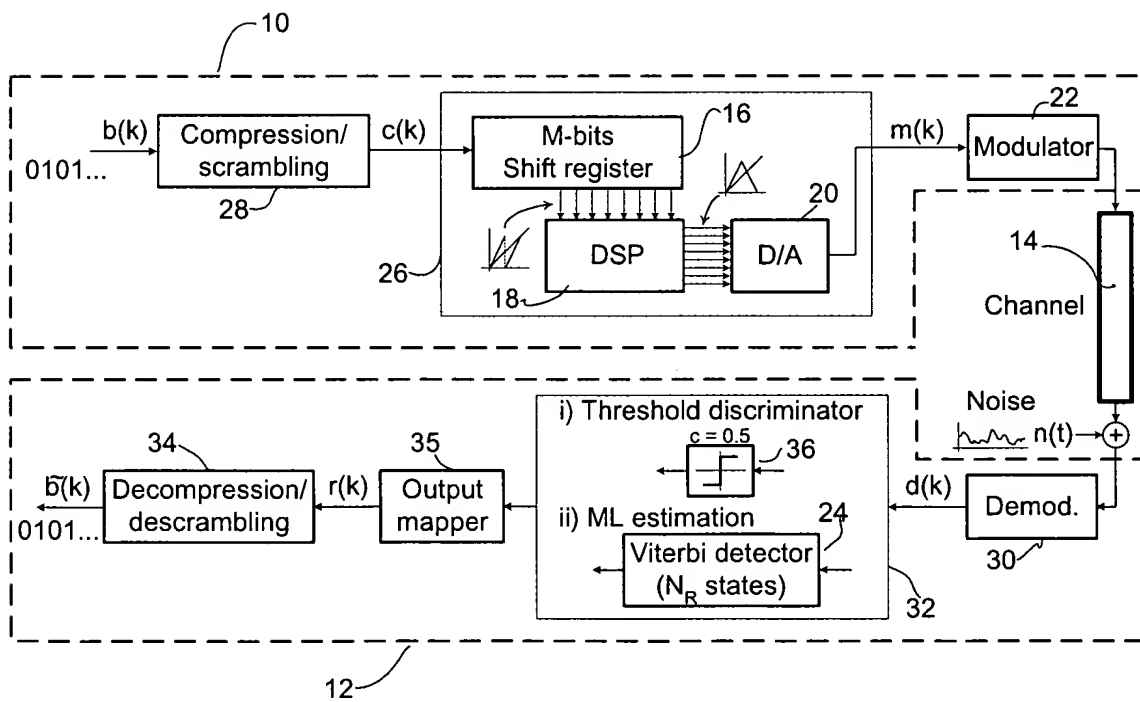 10
b(k)
0101...
Compression/
scrambling
28
c(k)
M-bits
Shift register
16
26
DSP
18
20
D/A
m(k)
22
Modulator
14
Channel
Noise
n(t)
+
d(k)
Demod.
30
i) Threshold discriminator
c = 0.5
36
ii) ML estimation
24
Viterbi detector
(N_R states)
32
35
Output
mapper
r(k)
34
Decompression/
descrambling
b̃(k)
0101...
12